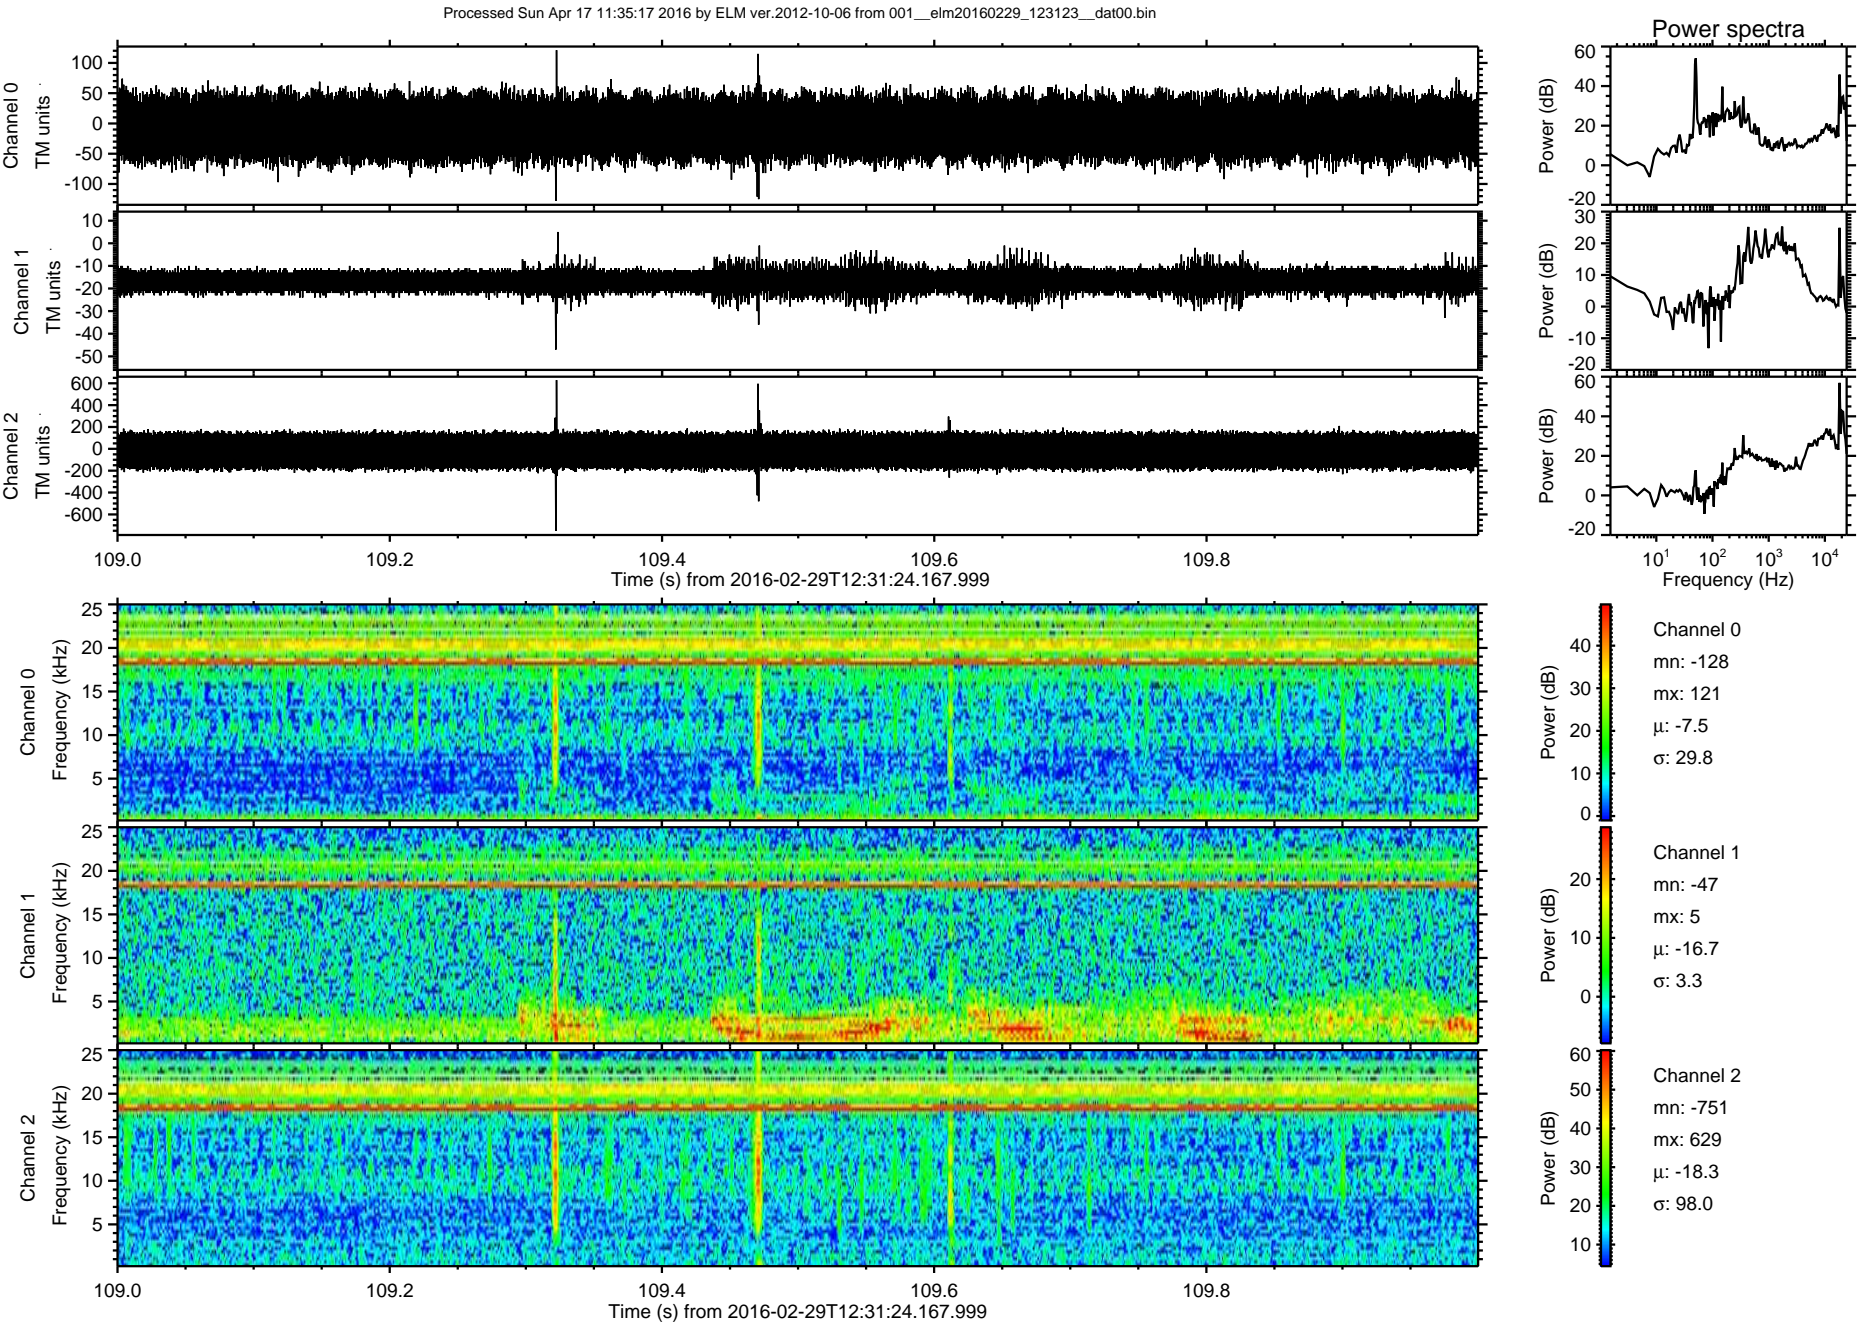 Processed Sun Apr 17 11:35:17 2016 by ELM ver.2012-10-06 from 001__elm20160229_123123__dat00.bin
Power spectra
Channel 0
TM units
100
50
0
-50
-100
Power (dB)
60
40
20
0
-20
Channel 1
TM units
10
0
-10
-20
-30
-40
-50
Power (dB)
30
20
10
0
-10
-20
Channel 2
TM units
600
400
200
0
-200
-400
-600
Power (dB)
60
40
20
0
-20
109.0 109.2 109.4 109.6 109.8
Time (s) from 2016-02-29T12:31:24.167.999
10¹ 10² 10³ 10⁴
Frequency (Hz)
Channel 0
Frequency (kHz)
25
20
15
10
5
Power (dB)
40
30
20
10
0
Channel 0
mn: -128
mx: 121
μ: -7.5
σ: 29.8
Channel 1
Frequency (kHz)
25
20
15
10
5
Power (dB)
20
10
0
Channel 1
mn: -47
mx: 5
μ: -16.7
σ: 3.3
Channel 2
Frequency (kHz)
25
20
15
10
5
Power (dB)
60
50
40
30
20
10
Channel 2
mn: -751
mx: 629
μ: -18.3
σ: 98.0
109.0 109.2 109.4 109.6 109.8
Time (s) from 2016-02-29T12:31:24.167.999